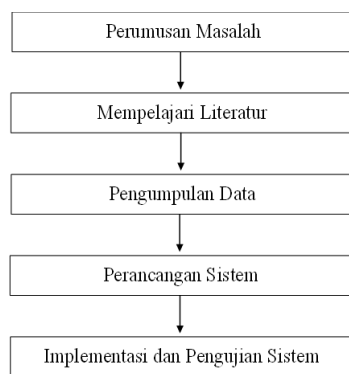 Perumusan Masalah
Mempelajari Literatur
Pengumpulan Data
Perancangan Sistem
Implementasi dan Pengujian Sistem